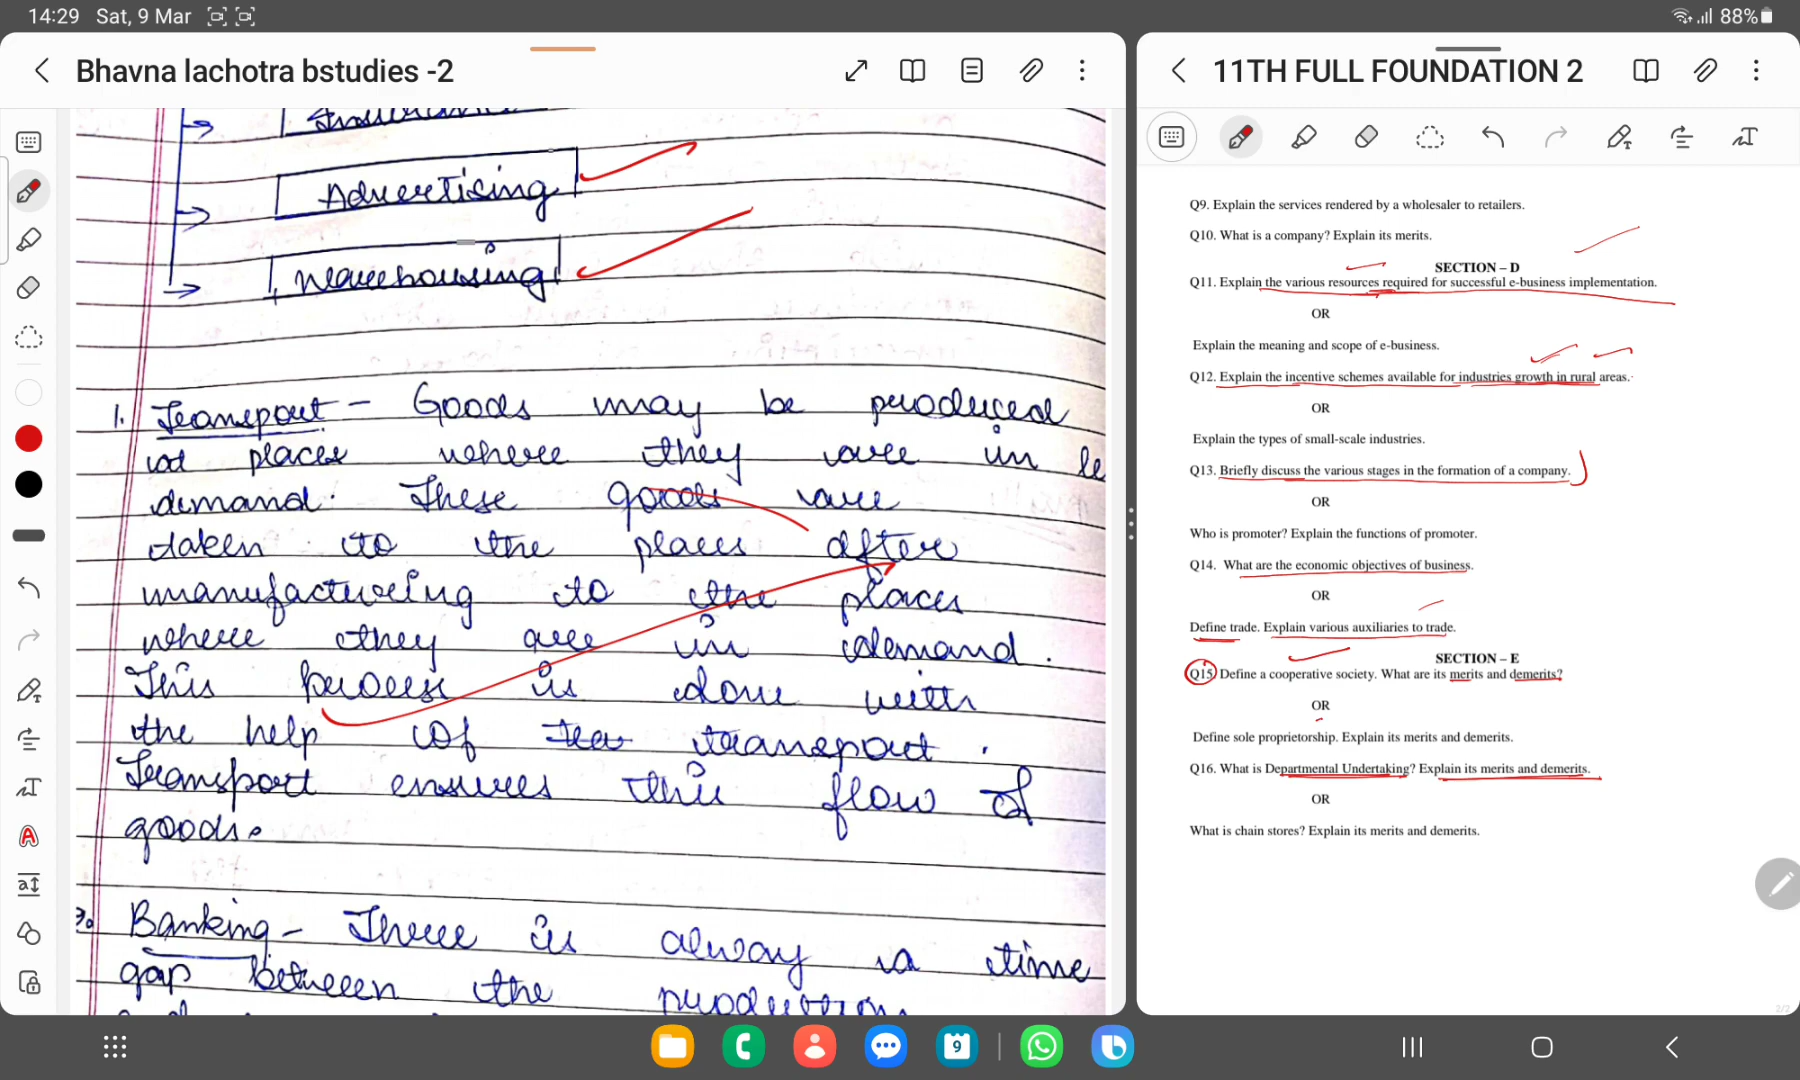 14:29 Sat, 9 Mar
88%
Bhavna lachotra bstudies -2
Advertising
Warehousing
1. Transport - Goods may be produced
at places where they are in le
demand. These goods are
taken to the places after
manufacturing to the places
where they are in demand.
This process is done with
the help of transport.
Transport ensures this flow of
goods.
2. Banking - There is alway a time
gap between the production
11TH FULL FOUNDATION 2
Q9. Explain the services rendered by a wholesaler to retailers.
Q10. What is a company? Explain its merits.
SECTION – D
Q11. Explain the various resources required for successful e-business implementation.
OR
Explain the meaning and scope of e-business.
Q12. Explain the incentive schemes available for industries growth in rural areas.
OR
Explain the types of small-scale industries.
Q13. Briefly discuss the various stages in the formation of a company.
OR
Who is promoter? Explain the functions of promoter.
Q14. What are the economic objectives of business.
OR
Define trade. Explain various auxiliaries to trade.
SECTION – E
Q15. Define a cooperative society. What are its merits and demerits?
OR
Define sole proprietorship. Explain its merits and demerits.
Q16. What is Departmental Undertaking? Explain its merits and demerits.
OR
What is chain stores? Explain its merits and demerits.
2/2
9